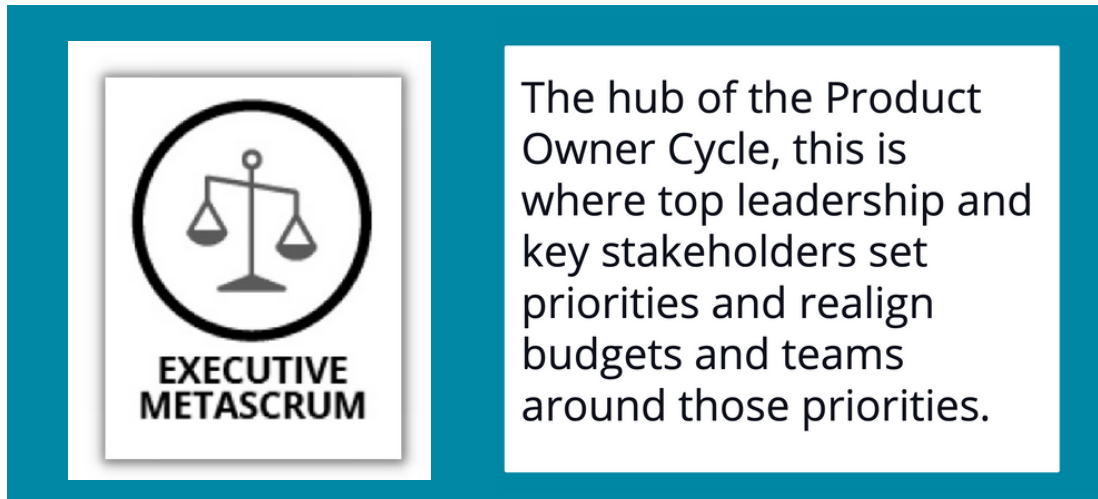 EXECUTIVE
METASCRUM
The hub of the Product
Owner Cycle, this is
where top leadership and
key stakeholders set
priorities and realign
budgets and teams
around those priorities.